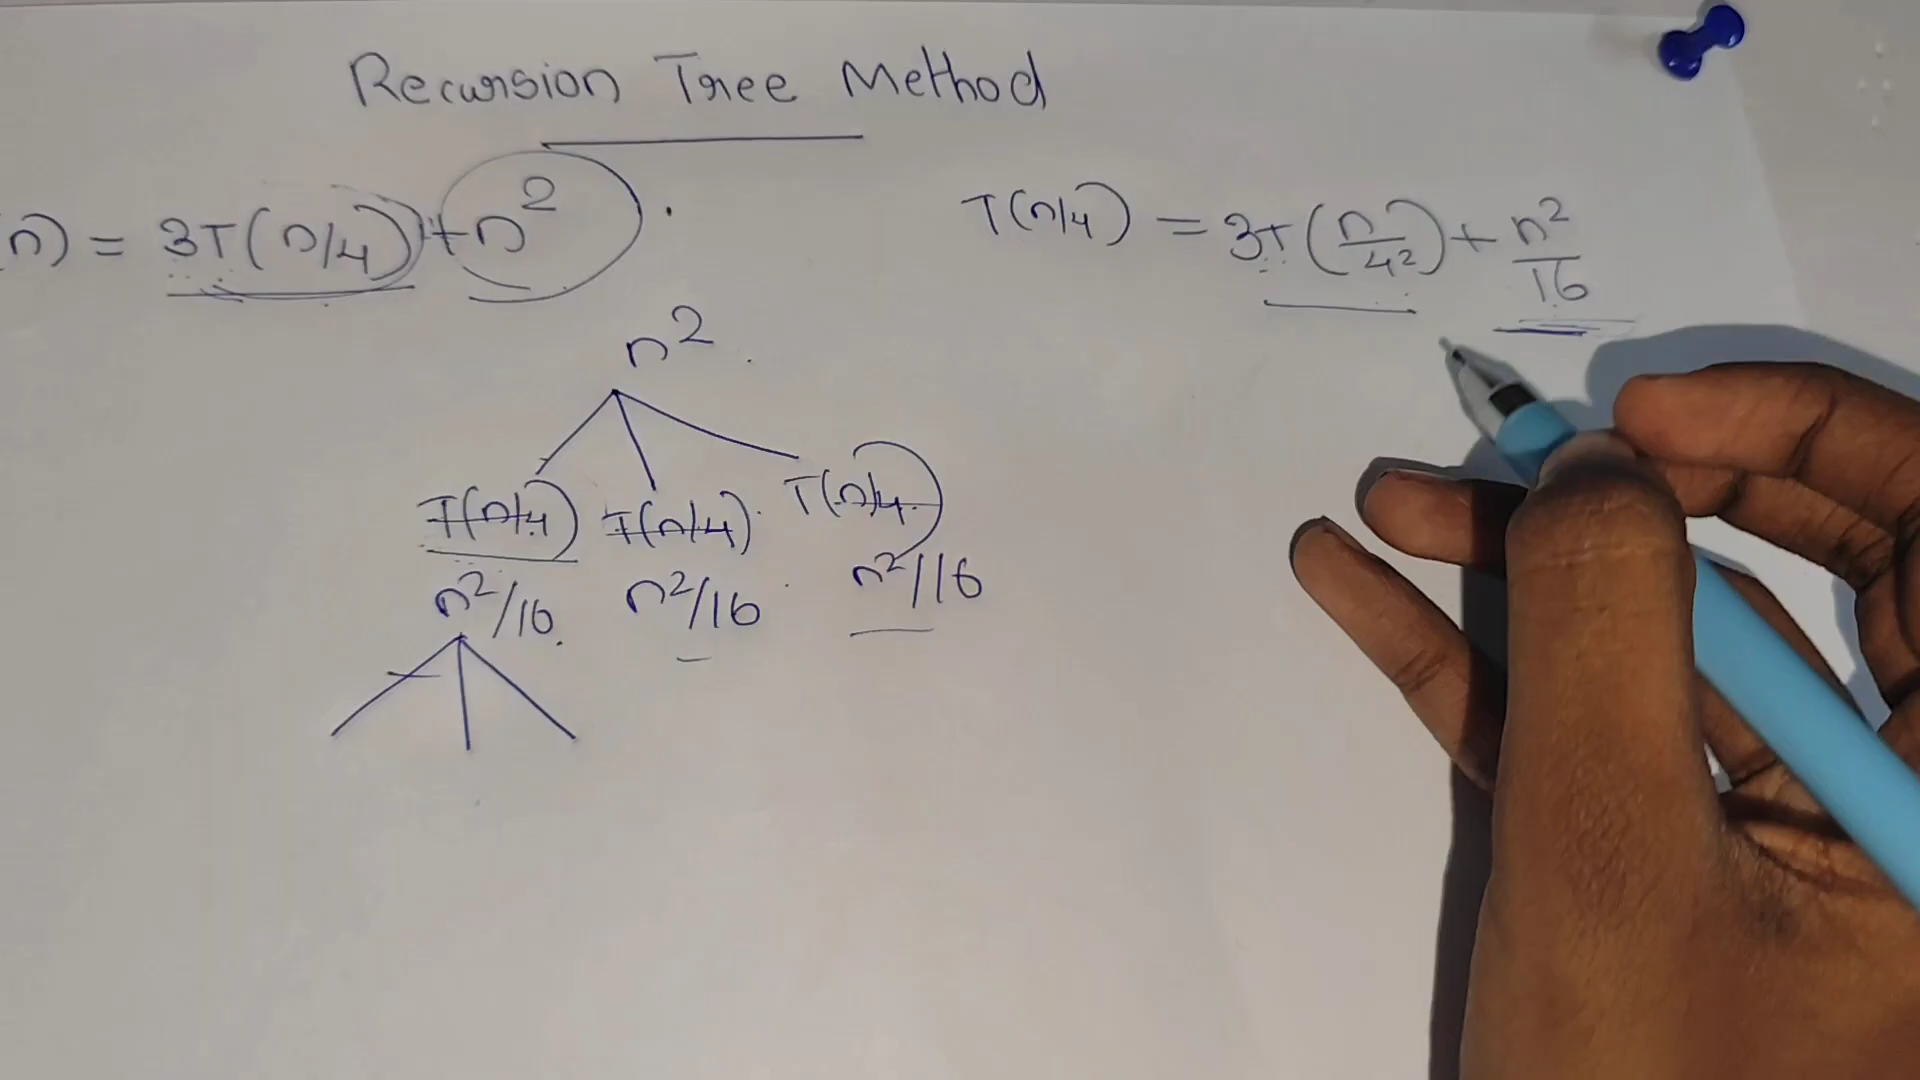 Recursion Tree Method
(n) = 3T(n/4) + n²
T(n/4) = 3T(n/4²) + n²/16
n²
T(n/4) T(n/4) T(n/4)
n²/16 n²/16 n²/16